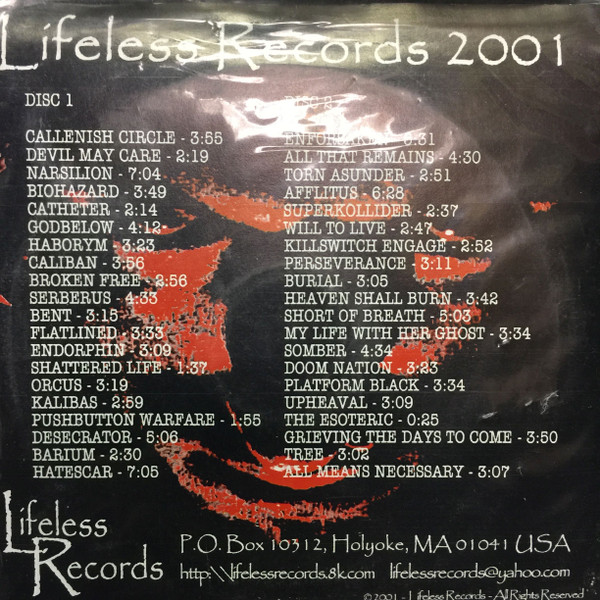 Lifeless Records 2001
DISC 1
CALLENISH CIRCLE - 3:55
DEVIL MAY CARE - 2:19
NARSILION - 7:04
BIOHAZARD - 3:49
CATHETER - 2:14
GODBELOW - 4:12
HABORYM - 3:23
CALIBAN - 3:56
BROKEN FREE - 2:56
SERBERUS - 4:33
BENT - 3:15
FLATLINED - 3:33
ENDORPHIN - 3:09
SHATTERED LIFE - 1:37
ORCUS - 3:19
KALIBAS - 2:59
PUSHBUTTON WARFARE - 1:55
DESECRATOR - 5:06
BARIUM - 2:30
HATESCAR - 7:05
DISC 2
ENFORSAKEN - 6:31
ALL THAT REMAINS - 4:30
TORN ASUNDER - 2:51
AFFLITUS - 6:28
SUPERKOLLIDER - 2:37
WILL TO LIVE - 2:47
KILLSWITCH ENGAGE - 2:52
PERSEVERANCE - 3:11
BURIAL - 3:05
HEAVEN SHALL BURN - 3:42
SHORT OF BREATH - 5:03
MY LIFE WITH HER GHOST - 3:34
SOMBER - 4:34
DOOM NATION - 3:23
PLATFORM BLACK - 3:34
UPHEAVAL - 3:09
THE ESOTERIC - 0:25
GRIEVING THE DAYS TO COME - 3:50
TREE - 3:02
ALL MEANS NECESSARY - 3:07
Lifeless
Records
P.O. Box 10312, Holyoke, MA 01041 USA
http:\\lifelessrecords.8k.com lifelessrecords@yahoo.com
©2001 - Lifeless Records - All Rights Reserved